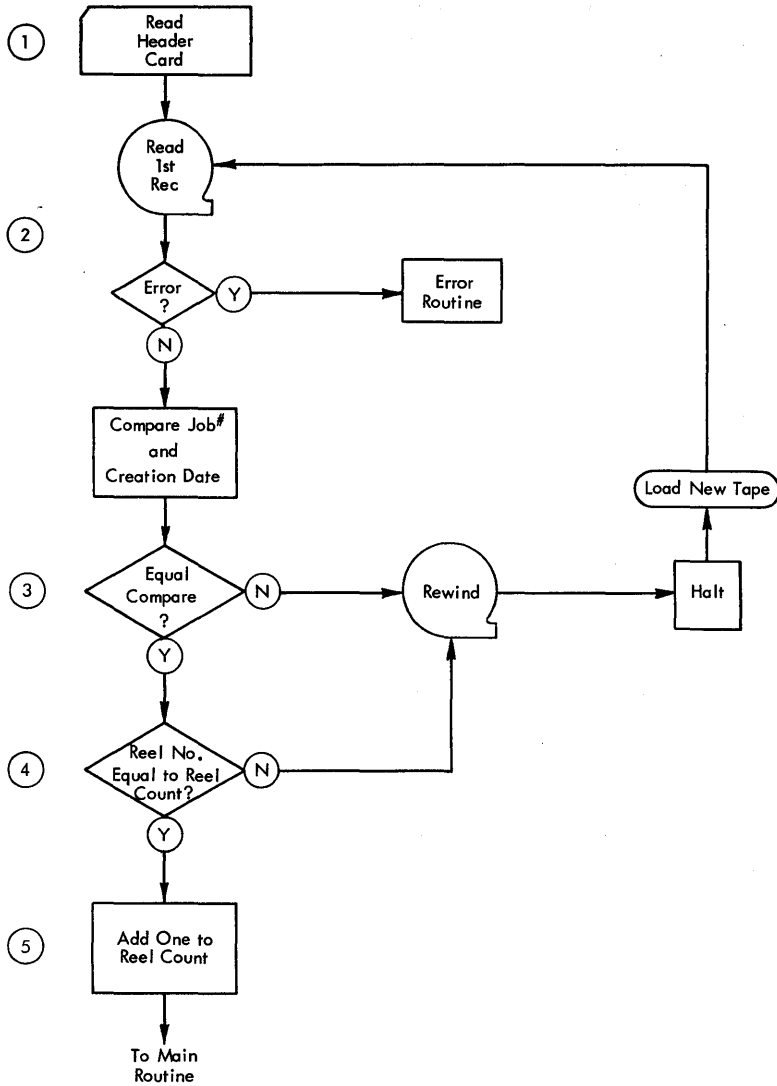 1
Read
Header
Card
Read
1st
Rec
2
Error
?
Y
Error
Routine
N
Compare Job#
and
Creation Date
Load New Tape
3
Equal
Compare
?
N
Rewind
Halt
Y
4
Reel No.
Equal to Reel
Count?
N
Y
5
Add One to
Reel Count
To Main
Routine